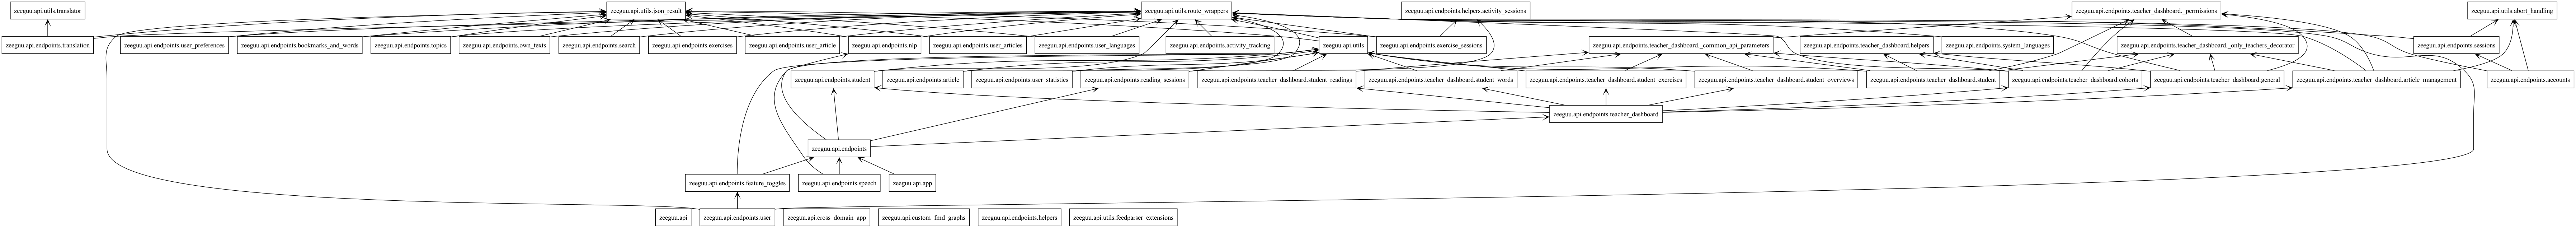 zeeguu.api.utils.translator
zeeguu.api.utils.json_result
zeeguu.api.utils.route_wrappers
zeeguu.api.endpoints.helpers.activity_sessions
zeeguu.api.endpoints.teacher_dashboard._permissions
zeeguu.api.utils.abort_handling
zeeguu.api.endpoints.translation
zeeguu.api.endpoints.user_preferences
zeeguu.api.endpoints.bookmarks_and_words
zeeguu.api.endpoints.topics
zeeguu.api.endpoints.own_texts
zeeguu.api.endpoints.search
zeeguu.api.endpoints.exercises
zeeguu.api.endpoints.user_article
zeeguu.api.endpoints.nlp
zeeguu.api.endpoints.user_articles
zeeguu.api.endpoints.user_languages
zeeguu.api.endpoints.activity_tracking
zeeguu.api.utils
zeeguu.api.endpoints.exercise_sessions
zeeguu.api.endpoints.teacher_dashboard._common_api_parameters
zeeguu.api.endpoints.teacher_dashboard.helpers
zeeguu.api.endpoints.system_languages
zeeguu.api.endpoints.teacher_dashboard._only_teachers_decorator
zeeguu.api.endpoints.sessions
zeeguu.api.endpoints.student
zeeguu.api.endpoints.article
zeeguu.api.endpoints.user_statistics
zeeguu.api.endpoints.reading_sessions
zeeguu.api.endpoints.teacher_dashboard.student_readings
zeeguu.api.endpoints.teacher_dashboard.student_words
zeeguu.api.endpoints.teacher_dashboard.student_exercises
zeeguu.api.endpoints.teacher_dashboard.student_overviews
zeeguu.api.endpoints.teacher_dashboard.student
zeeguu.api.endpoints.teacher_dashboard.cohorts
zeeguu.api.endpoints.teacher_dashboard.general
zeeguu.api.endpoints.teacher_dashboard.article_management
zeeguu.api.endpoints.accounts
zeeguu.api.endpoints.teacher_dashboard
zeeguu.api.endpoints
zeeguu.api.endpoints.feature_toggles
zeeguu.api.endpoints.speech
zeeguu.api.app
zeeguu.api
zeeguu.api.endpoints.user
zeeguu.api.cross_domain_app
zeeguu.api.custom_fmd_graphs
zeeguu.api.endpoints.helpers
zeeguu.api.utils.feedparser_extensions